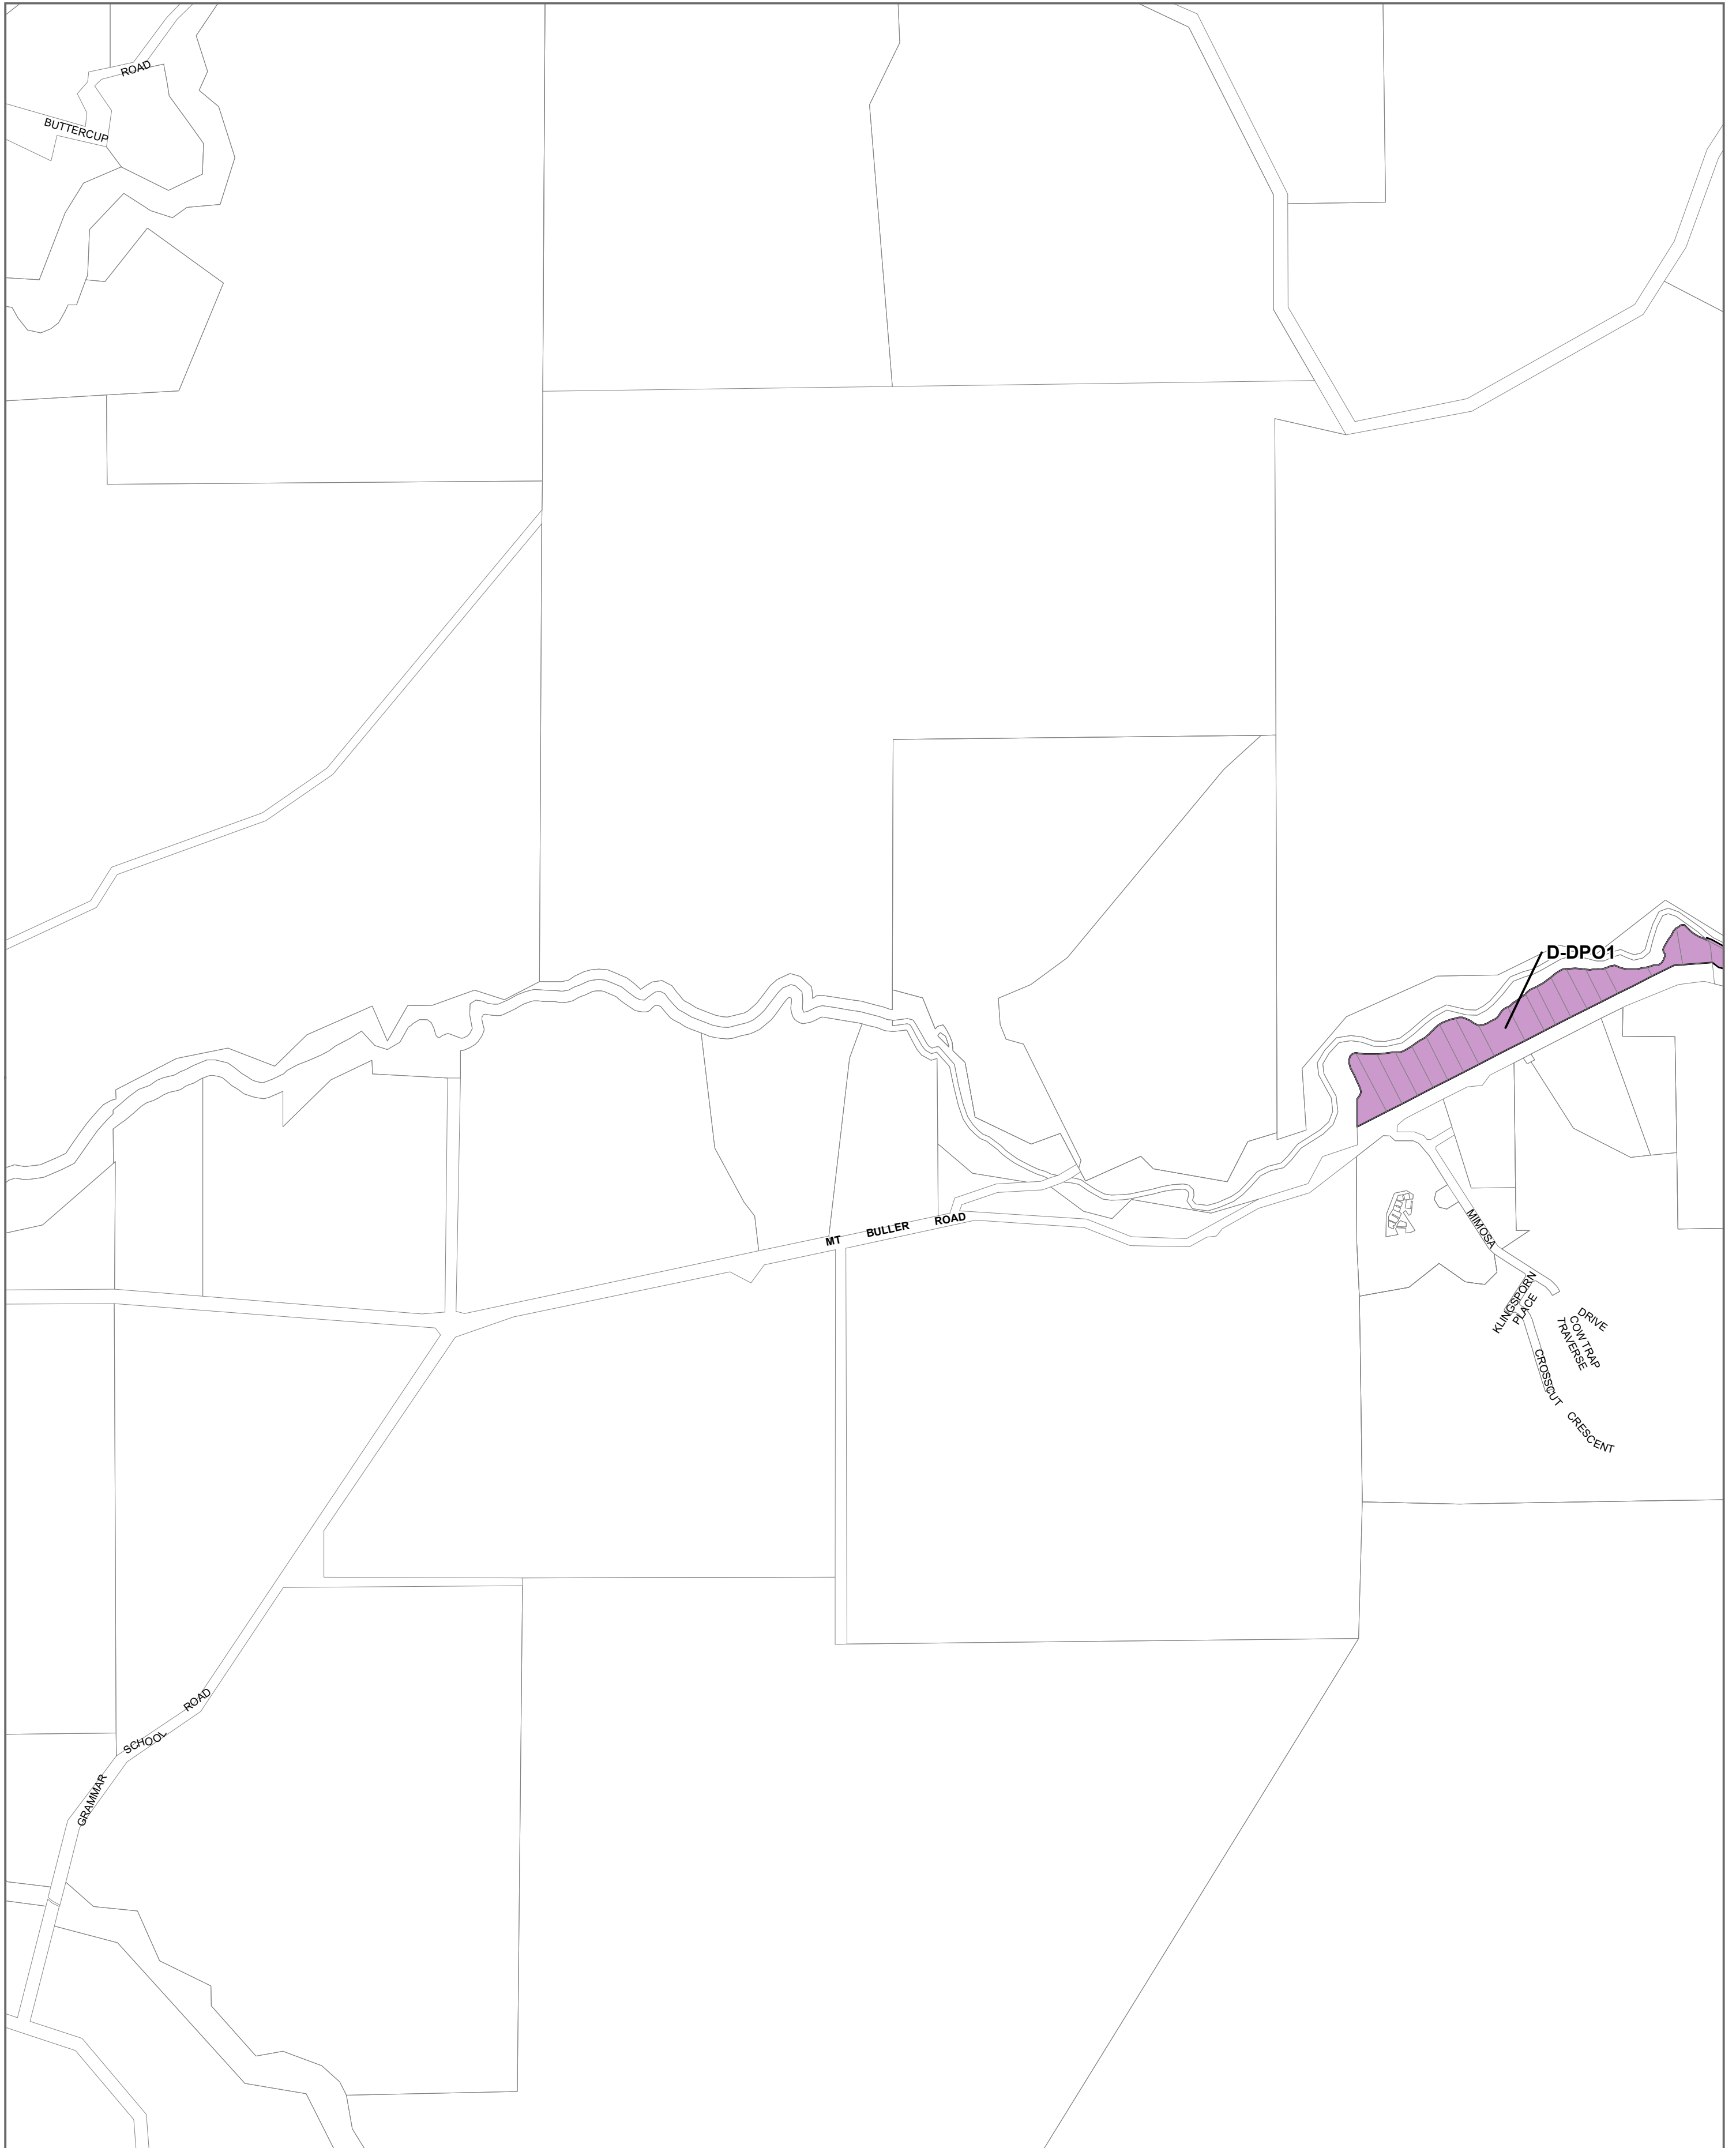 ROAD
BUTTERCUP
D-DPO1
MT BULLER ROAD
MIMOSA
KLINGSPORN
PLACE
DRIVE
COW TRAP
TRAVERSE
CROSSCUT
CRESCENT
ROAD
SCHOOL
GRAMMAR